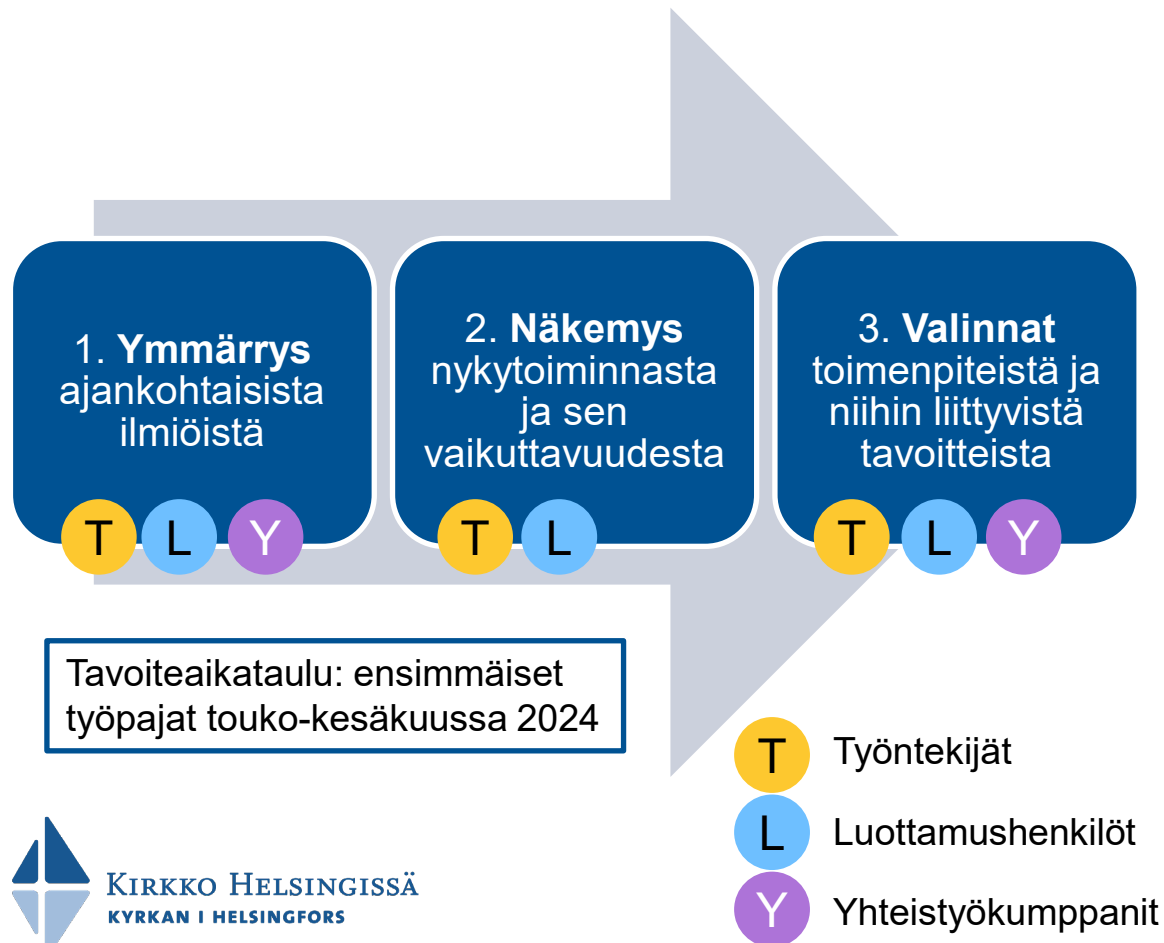 1. Ymmärrys
ajankohtaisista
ilmiöistä
T L Y
2. Näkemys
nykytoiminnasta
ja sen
vaikuttavuudesta
T L
3. Valinnat
toimenpiteistä ja
niihin liittyvistä
tavoitteista
T L Y
Tavoiteaikataulu: ensimmäiset
työpajat touko-kesäkuussa 2024
T Työntekijät
L Luottamushenkilöt
Y Yhteistyökumppanit
KIRKKO HELSINGISSÄ
KYRKAN I HELSINGFORS